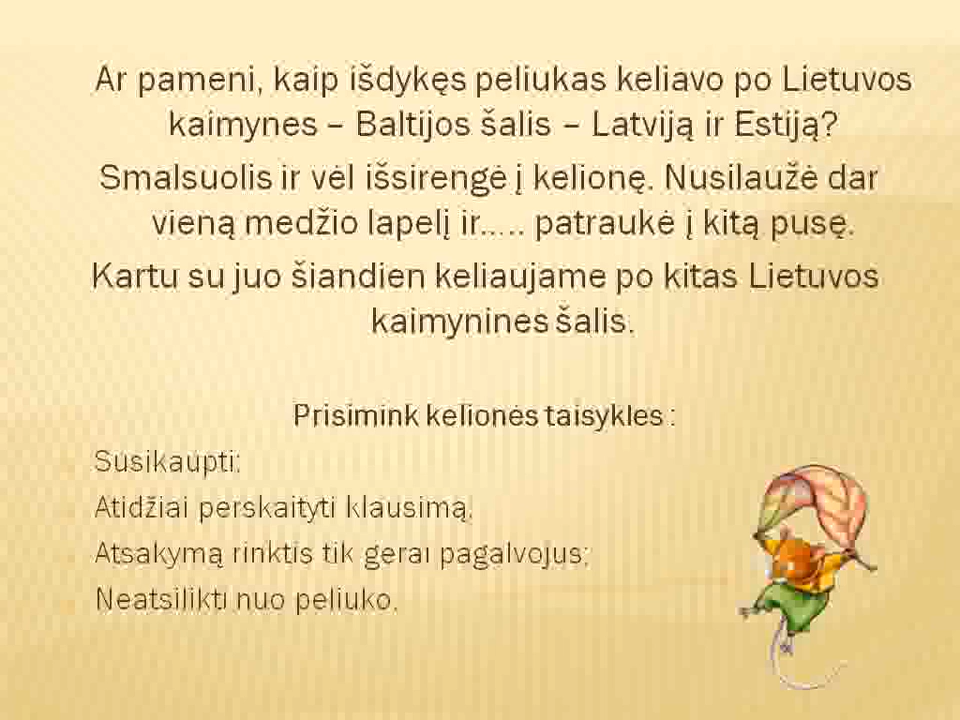 Ar pameni, kaip išdykęs peliukas keliavo po Lietuvos
kaimynes – Baltijos šalis – Latviją ir Estiją?
Smalsuolis ir vėl išsirengė į kelionę. Nusilaužė dar
vieną medžio lapelį ir..... patraukė į kitą pusę.
Kartu su juo šiandien keliaujame po kitas Lietuvos
kaimynines šalis.
Prisimink kelionės taisykles :
Susikaupti;
Atidžiai perskaityti klausimą;
Atsakymą rinktis tik gerai pagalvojus;
Neatsilikti nuo peliuko.